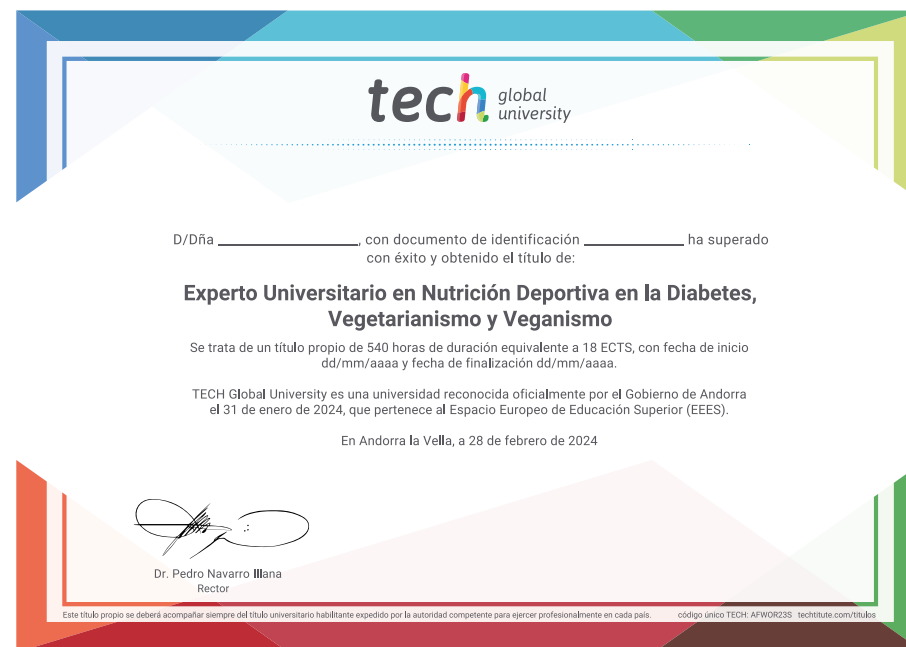 tech global university
D/Dña ____________________, con documento de identificación ______________ ha superado
con éxito y obtenido el título de:
Experto Universitario en Nutrición Deportiva en la Diabetes,
Vegetarianismo y Veganismo
Se trata de un título propio de 540 horas de duración equivalente a 18 ECTS, con fecha de inicio
dd/mm/aaaa y fecha de finalización dd/mm/aaaa.
TECH Global University es una universidad reconocida oficialmente por el Gobierno de Andorra
el 31 de enero de 2024, que pertenece al Espacio Europeo de Educación Superior (EEES).
En Andorra la Vella, a 28 de febrero de 2024
Dr. Pedro Navarro Illana
Rector
Este título propio se deberá acompañar siempre del título universitario habilitante expedido por la autoridad competente para ejercer profesionalmente en cada país. código único TECH: AFWOR23S techtitute.com/titulos